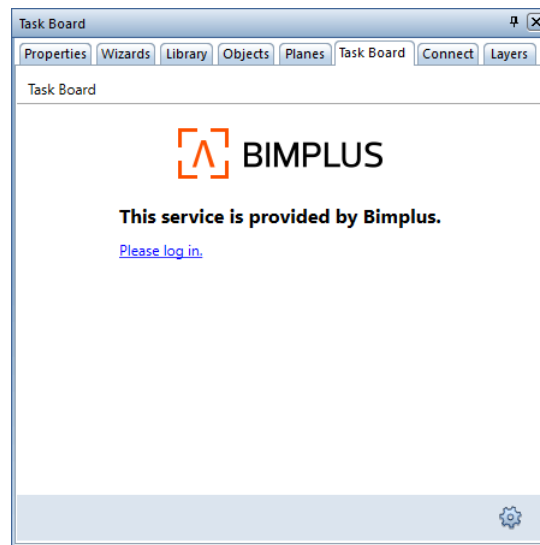 Task Board
Properties Wizards Library Objects Planes Task Board Connect Layers
Task Board
BIMPLUS
This service is provided by Bimplus.
Please log in.